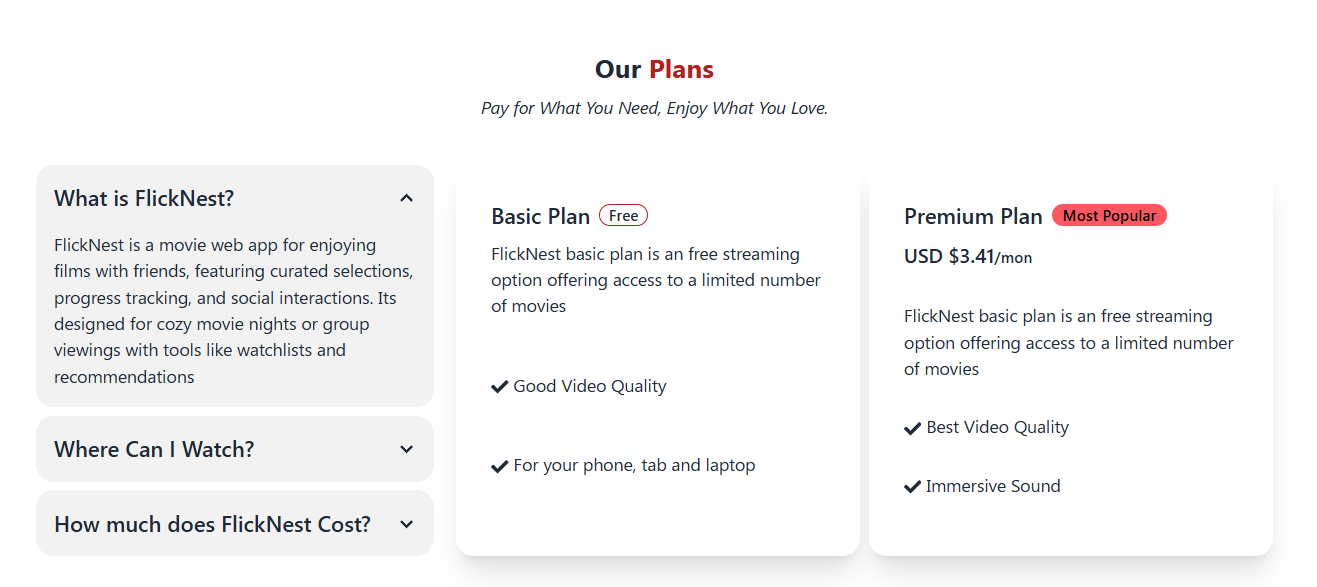 Our Plans
Pay for What You Need, Enjoy What You Love.
What is FlickNest?
FlickNest is a movie web app for enjoying
films with friends, featuring curated selections,
progress tracking, and social interactions. Its
designed for cozy movie nights or group
viewings with tools like watchlists and
recommendations
Where Can I Watch?
How much does FlickNest Cost?
Basic Plan Free
FlickNest basic plan is an free streaming
option offering access to a limited number
of movies
Good Video Quality
For your phone, tab and laptop
Premium Plan Most Popular
USD $3.41/mon
FlickNest basic plan is an free streaming
option offering access to a limited number
of movies
Best Video Quality
Immersive Sound